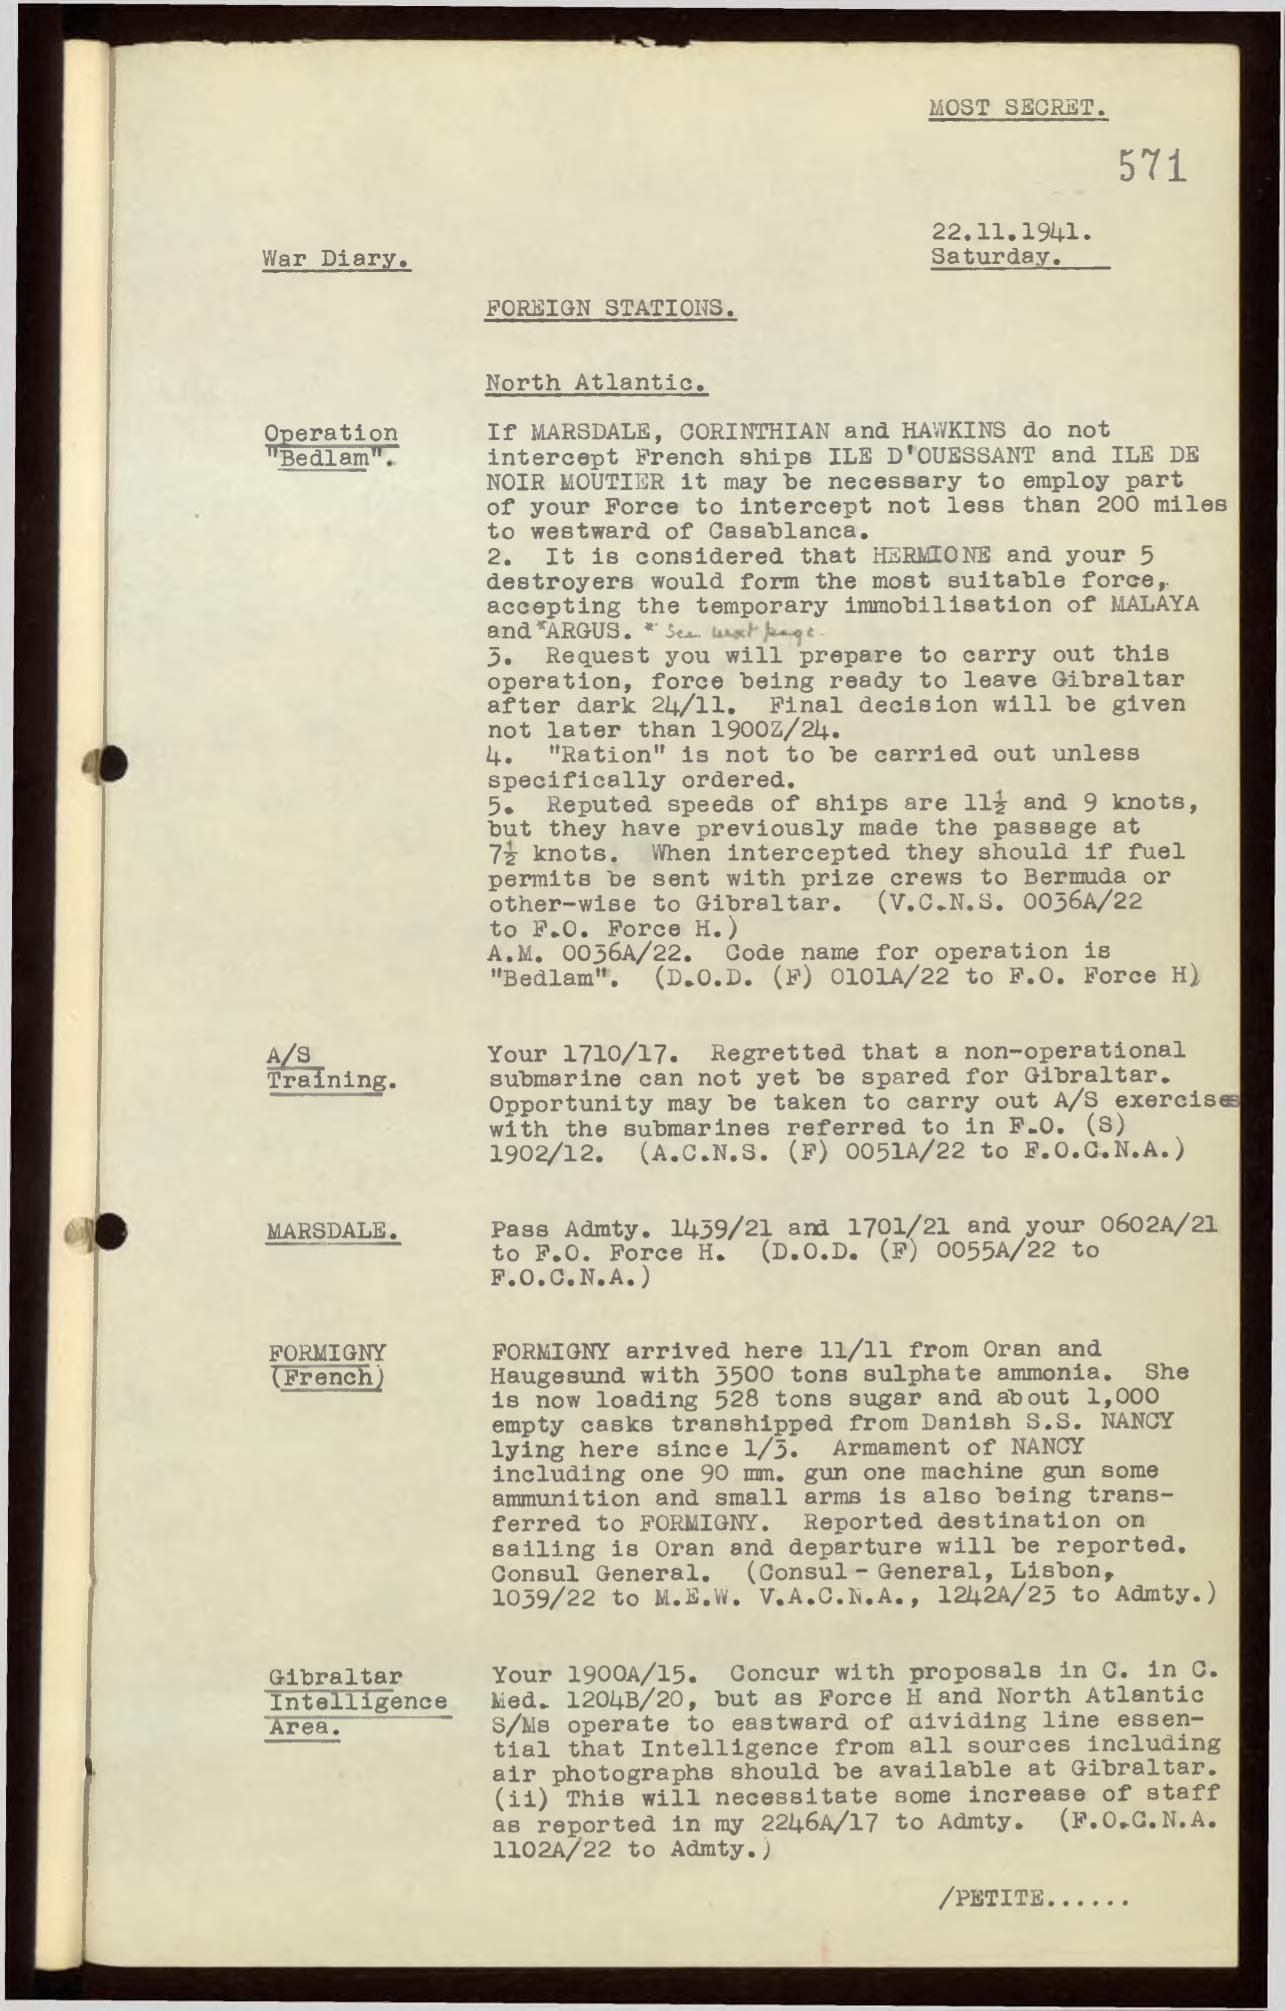 MOST SECRET.
571
22.11.1941.
War Diary.
Saturday.
FOREIGN STATIONS.
North Atlantic.
Operation
"Bedlam".
If MARSDALE, CORINTHIAN and HAWKINS do not
intercept French ships ILE D'OUESSANT and ILE DE
NOIR MOUTIER it may be necessary to employ part
of your Force to intercept not less than 200 miles
to westward of Casablanca.
2. It is considered that HERMIONE and your 5
destroyers would form the most suitable force,
accepting the temporary immobilisation of MALAYA
and *ARGUS. * See next page.
3. Request you will prepare to carry out this
operation, force being ready to leave Gibraltar
after dark 24/11. Final decision will be given
not later than 1900Z/24.
4. "Ration" is not to be carried out unless
specifically ordered.
5. Reputed speeds of ships are 11½ and 9 knots,
but they have previously made the passage at
7½ knots. When intercepted they should if fuel
permits be sent with prize crews to Bermuda or
other-wise to Gibraltar. (V.C.N.S. 0036A/22
to F.O. Force H.)
A.M. 0036A/22. Code name for operation is
"Bedlam". (D.O.D. (F) 0101A/22 to F.O. Force H)
A/S
Training.
Your 1710/17. Regretted that a non-operational
submarine can not yet be spared for Gibraltar.
Opportunity may be taken to carry out A/S exercises
with the submarines referred to in F.O. (S)
1902/12. (A.C.N.S. (F) 0051A/22 to F.O.C.N.A.)
MARSDALE.
Pass Admty. 1439/21 and 1701/21 and your 0602A/21
to F.O. Force H. (D.O.D. (F) 0055A/22 to
F.O.C.N.A.)
FORMIGNY
(French)
FORMIGNY arrived here 11/11 from Oran and
Haugesund with 3500 tons sulphate ammonia. She
is now loading 528 tons sugar and about 1,000
empty casks transhipped from Danish S.S. NANCY
lying here since 1/3. Armament of NANCY
including one 90 mm. gun one machine gun some
ammunition and small arms is also being trans-
ferred to FORMIGNY. Reported destination on
sailing is Oran and departure will be reported.
Consul General. (Consul - General, Lisbon,
1039/22 to M.E.W. V.A.C.N.A., 1242A/23 to Admty.)
Gibraltar
Intelligence
Area.
Your 1900A/15. Concur with proposals in C. in C.
Med. 1204B/20, but as Force H and North Atlantic
S/Ms operate to eastward of dividing line essen-
tial that Intelligence from all sources including
air photographs should be available at Gibraltar.
(ii) This will necessitate some increase of staff
as reported in my 2246A/17 to Admty. (F.O.C.N.A.
1102A/22 to Admty.)
/PETITE......